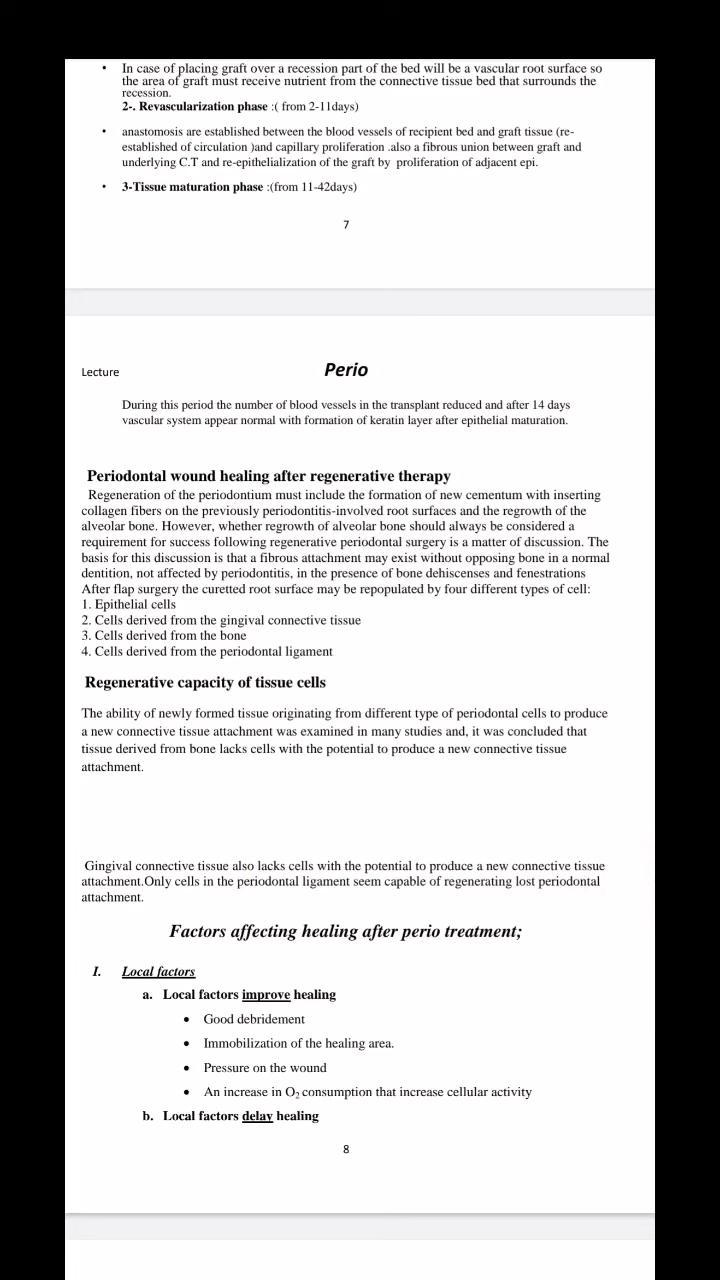 • In case of placing graft over a recession part of the bed will be a vascular root surface so
the area of graft must receive nutrient from the connective tissue bed that surrounds the
recession.
2-. Revascularization phase :( from 2-11days)
• anastomosis are established between the blood vessels of recipient bed and graft tissue (re-
established of circulation )and capillary proliferation .also a fibrous union between graft and
underlying C.T and re-epithelialization of the graft by proliferation of adjacent epi.
• 3-Tissue maturation phase :(from 11-42days)
7
Lecture Perio
During this period the number of blood vessels in the transplant reduced and after 14 days
vascular system appear normal with formation of keratin layer after epithelial maturation.
Periodontal wound healing after regenerative therapy
Regeneration of the periodontium must include the formation of new cementum with inserting
collagen fibers on the previously periodontitis-involved root surfaces and the regrowth of the
alveolar bone. However, whether regrowth of alveolar bone should always be considered a
requirement for success following regenerative periodontal surgery is a matter of discussion. The
basis for this discussion is that a fibrous attachment may exist without opposing bone in a normal
dentition, not affected by periodontitis, in the presence of bone dehiscenses and fenestrations
After flap surgery the curetted root surface may be repopulated by four different types of cell:
1. Epithelial cells
2. Cells derived from the gingival connective tissue
3. Cells derived from the bone
4. Cells derived from the periodontal ligament
Regenerative capacity of tissue cells
The ability of newly formed tissue originating from different type of periodontal cells to produce
a new connective tissue attachment was examined in many studies and, it was concluded that
tissue derived from bone lacks cells with the potential to produce a new connective tissue
attachment.
Gingival connective tissue also lacks cells with the potential to produce a new connective tissue
attachment.Only cells in the periodontal ligament seem capable of regenerating lost periodontal
attachment.
Factors affecting healing after perio treatment;
I. Local factors
a. Local factors improve healing
• Good debridement
• Immobilization of the healing area.
• Pressure on the wound
• An increase in O2 consumption that increase cellular activity
b. Local factors delay healing
8